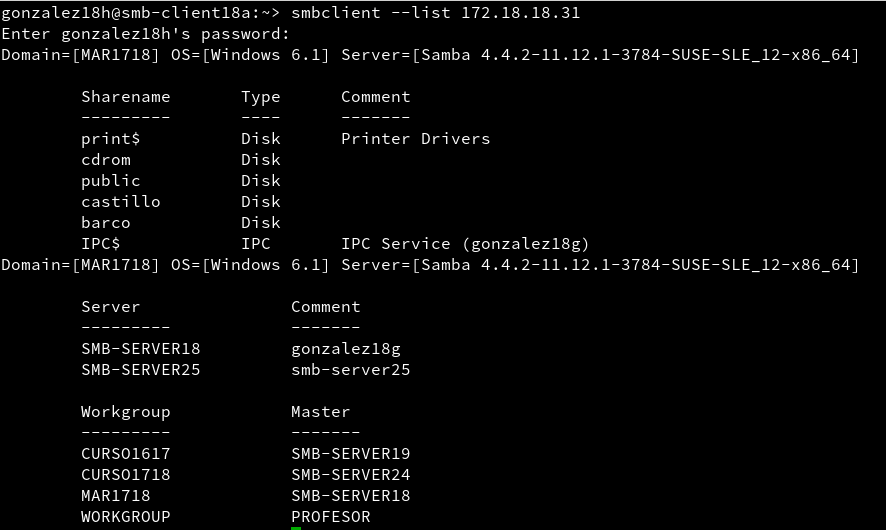 gonzalez18h@smb-client18a:~> smbclient --list 172.18.18.31
Enter gonzalez18h's password:
Domain=[MAR1718] OS=[Windows 6.1] Server=[Samba 4.4.2-11.12.1-3784-SUSE-SLE_12-x86_64]
Sharename Type Comment
--------- ---- -------
print$ Disk Printer Drivers
cdrom Disk
public Disk
castillo Disk
barco Disk
IPC$ IPC IPC Service (gonzalez18g)
Domain=[MAR1718] OS=[Windows 6.1] Server=[Samba 4.4.2-11.12.1-3784-SUSE-SLE_12-x86_64]
Server Comment
--------- -------
SMB-SERVER18 gonzalez18g
SMB-SERVER25 smb-server25
Workgroup Master
--------- -------
CURSO1617 SMB-SERVER19
CURSO1718 SMB-SERVER24
MAR1718 SMB-SERVER18
WORKGROUP PROFESOR